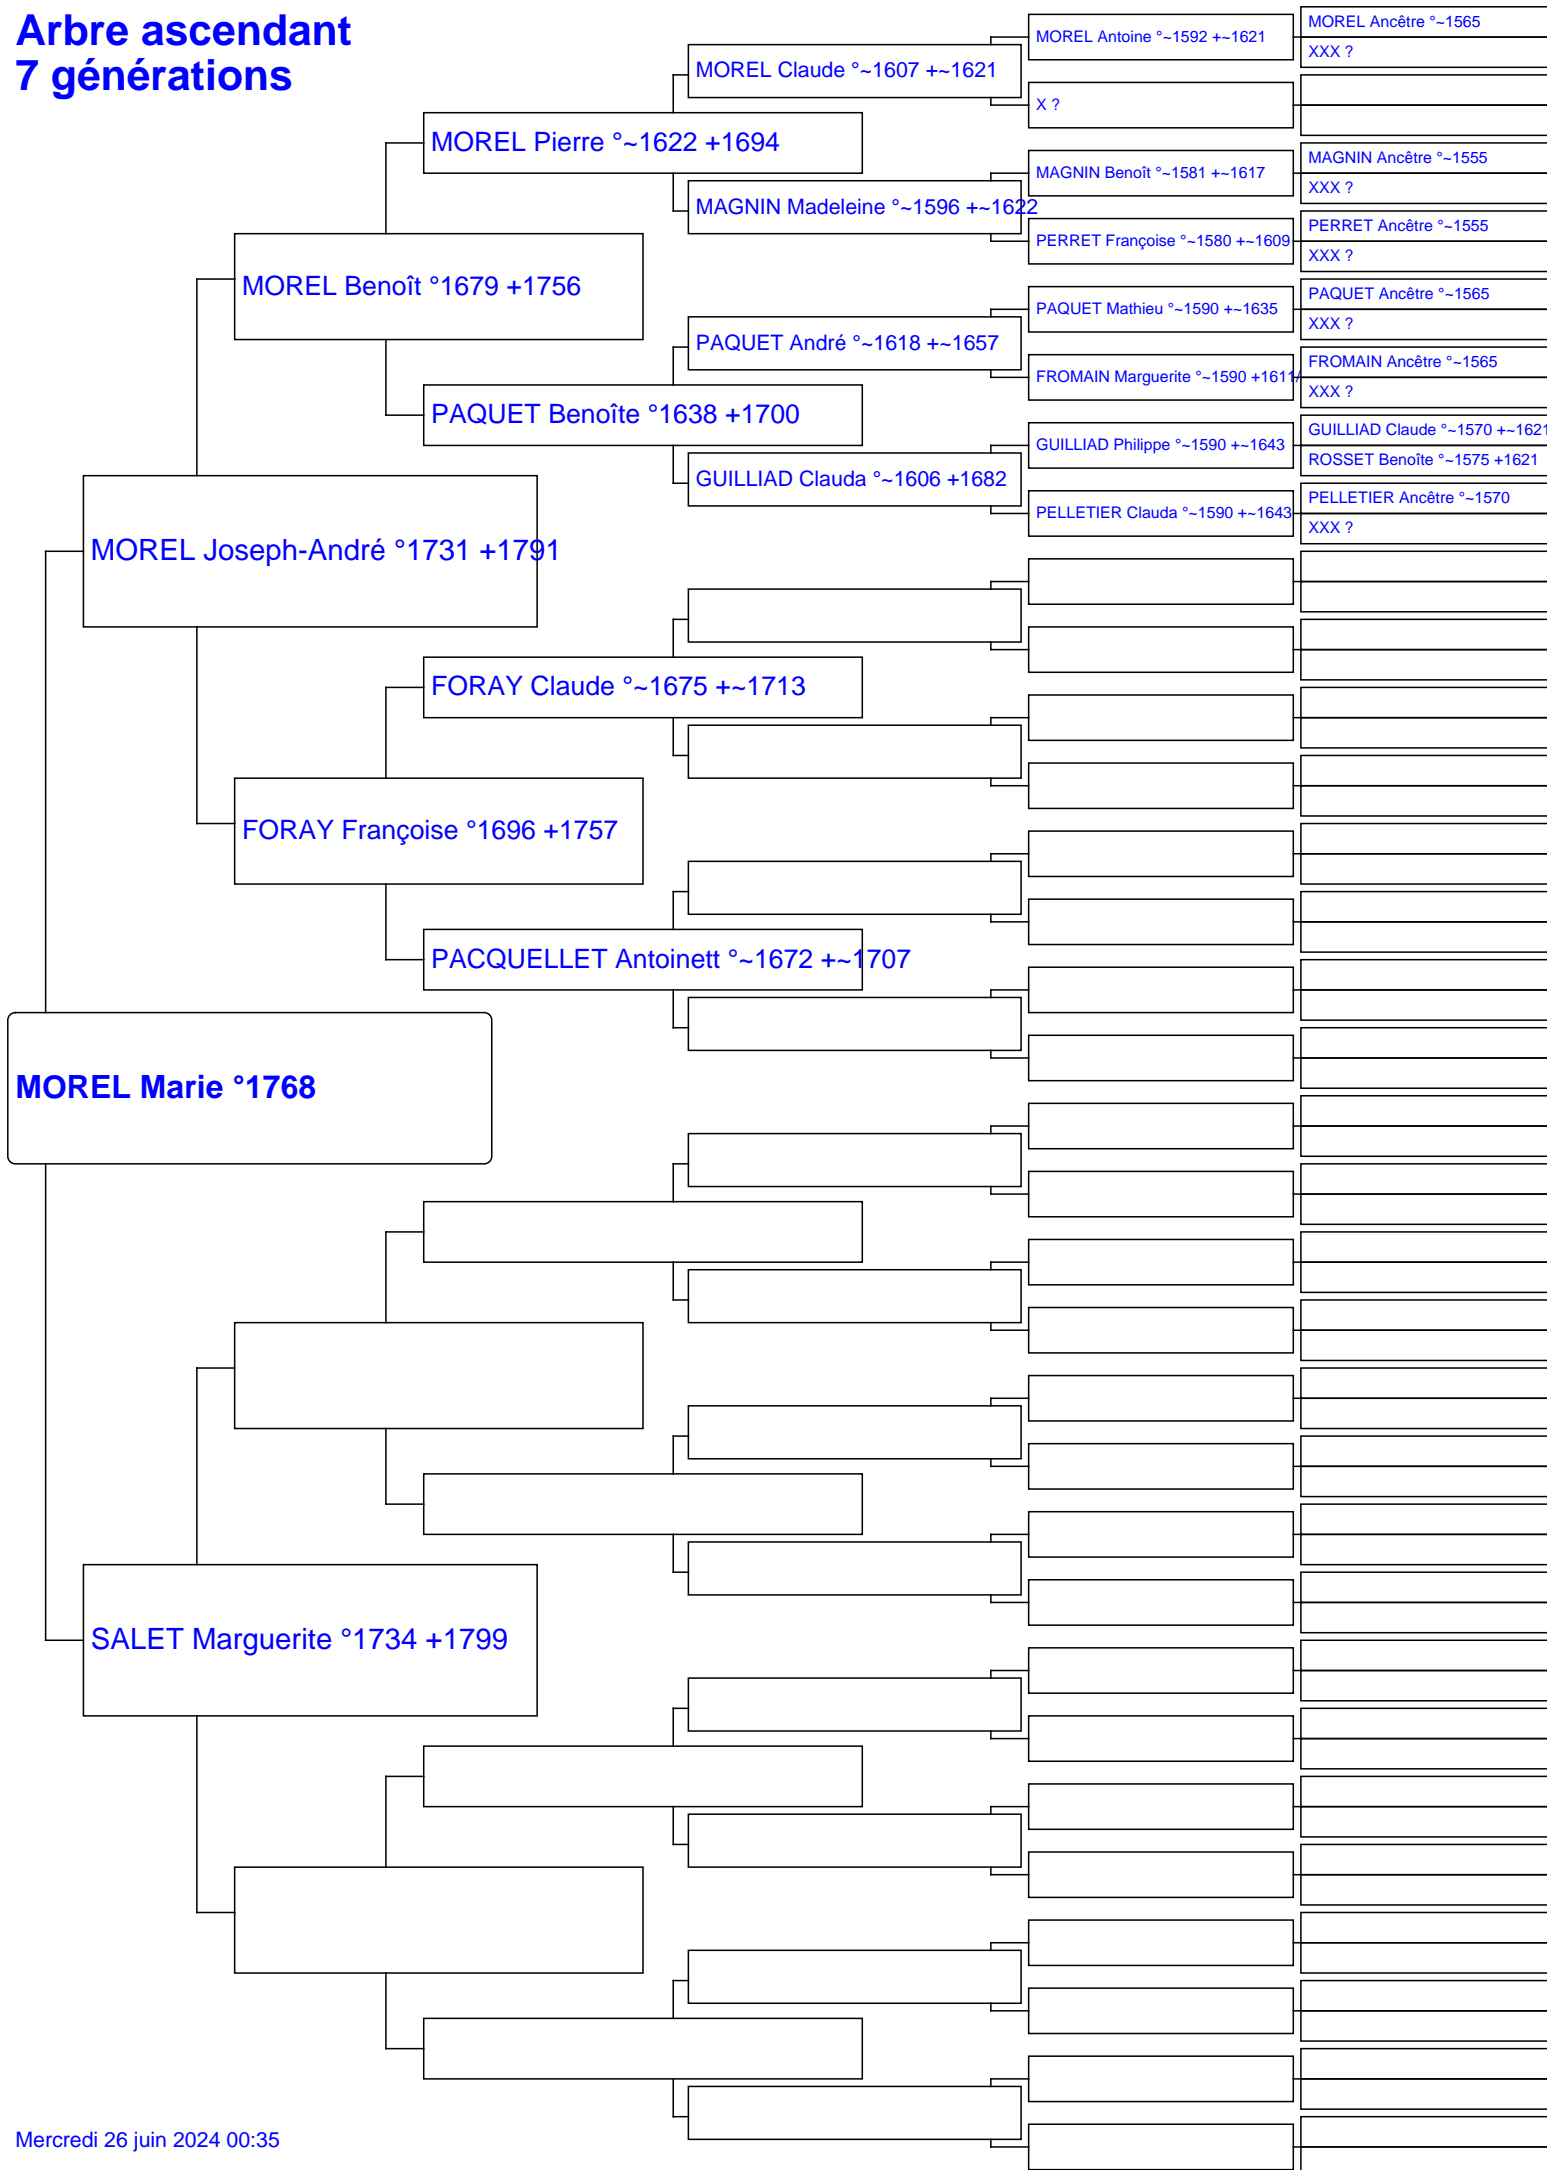 Arbre ascendant
7 générations
MOREL Antoine °~1592 +~1621
MOREL Ancêtre °~1565
XXX ?
MOREL Claude °~1607 +~1621
X ?
MOREL Pierre °~1622 +1694
MAGNIN Benoît °~1581 +~1617
MAGNIN Ancêtre °~1555
XXX ?
MAGNIN Madeleine °~1596 +~1622
PERRET Françoise °~1580 +~1609
PERRET Ancêtre °~1555
XXX ?
MOREL Benoît °1679 +1756
PAQUET Mathieu °~1590 +~1635
PAQUET Ancêtre °~1565
XXX ?
PAQUET André °~1618 +~1657
FROMAIN Marguerite °~1590 +1611/
FROMAIN Ancêtre °~1565
XXX ?
PAQUET Benoîte °1638 +1700
GUILLIAD Philippe °~1590 +~1643
GUILLIAD Claude °~1570 +~1621
ROSSET Benoîte °~1575 +1621
GUILLIAD Clauda °~1606 +1682
PELLETIER Clauda °~1590 +~1643
PELLETIER Ancêtre °~1570
XXX ?
MOREL Joseph-André °1731 +1791
FORAY Claude °~1675 +~1713
FORAY Françoise °1696 +1757
PACQUELLET Antoinett °~1672 +~1707
MOREL Marie °1768
SALET Marguerite °1734 +1799
Mercredi 26 juin 2024 00:35